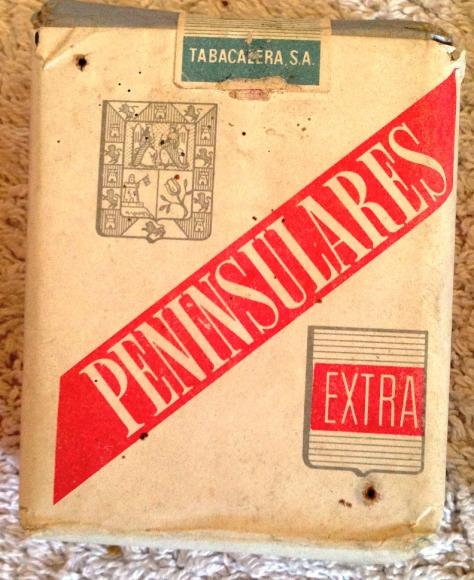 TABACALERA, S.A.
PENINSULARES
EXTRA